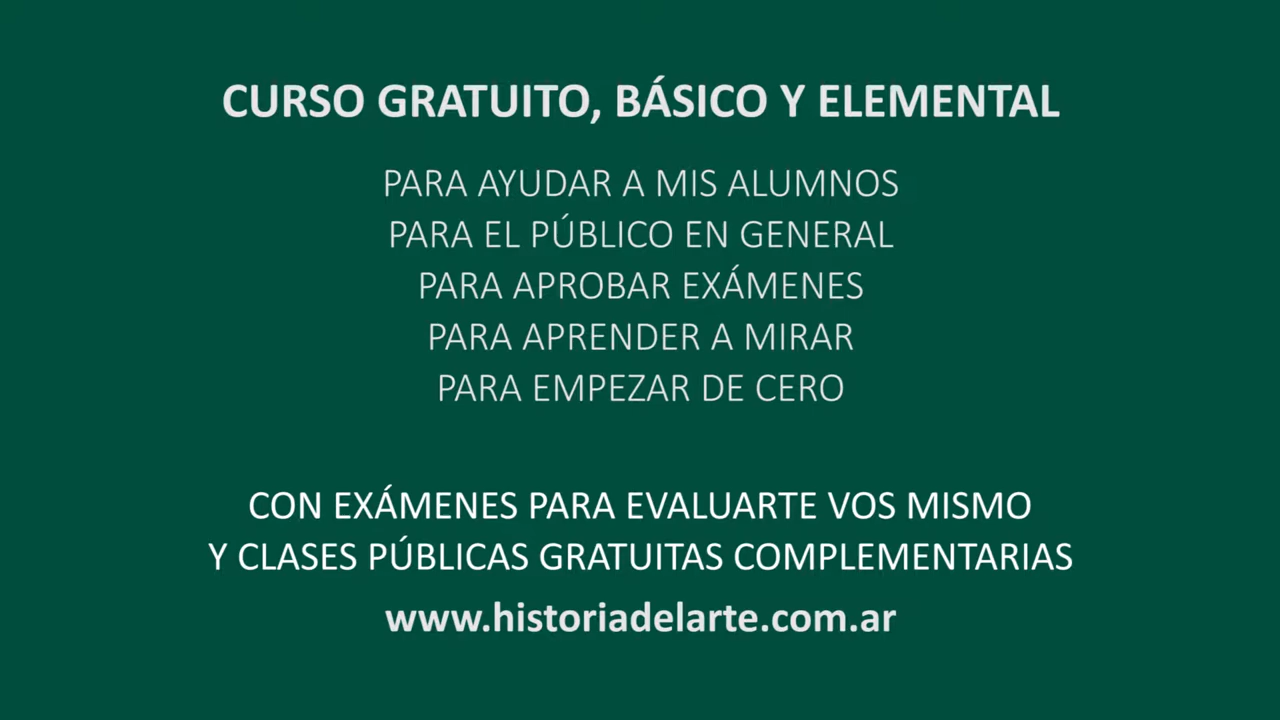 CURSO GRATUITO, BÁSICO Y ELEMENTAL
PARA AYUDAR A MIS ALUMNOS
PARA EL PÚBLICO EN GENERAL
PARA APROBAR EXÁMENES
PARA APRENDER A MIRAR
PARA EMPEZAR DE CERO
CON EXÁMENES PARA EVALUARTE VOS MISMO
Y CLASES PÚBLICAS GRATUITAS COMPLEMENTARIAS
www.historiadelarte.com.ar